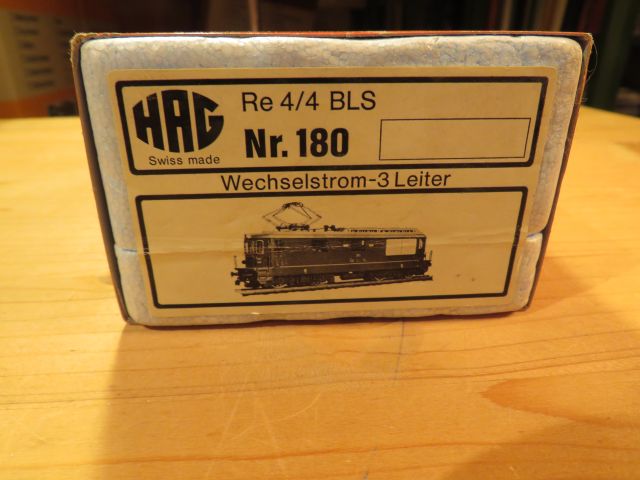 HAG
Swiss made
Re 4/4 BLS
Nr. 180
Wechselstrom-3 Leiter